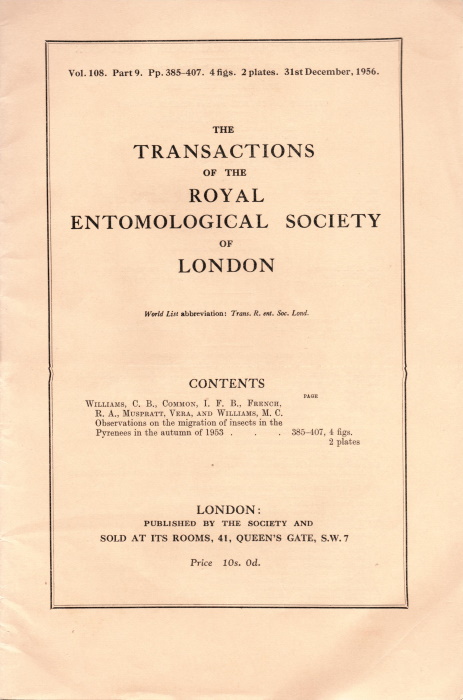 Vol. 108. Part 9. Pp. 385–407. 4 figs. 2 plates. 31st December, 1956.
THE
TRANSACTIONS
OF THE
ROYAL
ENTOMOLOGICAL SOCIETY
OF
LONDON
World List abbreviation: Trans. R. ent. Soc. Lond.
CONTENTS
PAGE
WILLIAMS, C. B., COMMON, I. F. B., FRENCH,
R. A., MUSPRATT, VERA, AND WILLIAMS, M. C.
Observations on the migration of insects in the
Pyrenees in the autumn of 1953 . . . 385–407, 4 figs.
2 plates
LONDON:
PUBLISHED BY THE SOCIETY AND
SOLD AT ITS ROOMS, 41, QUEEN'S GATE, S.W. 7
Price 10s. 0d.